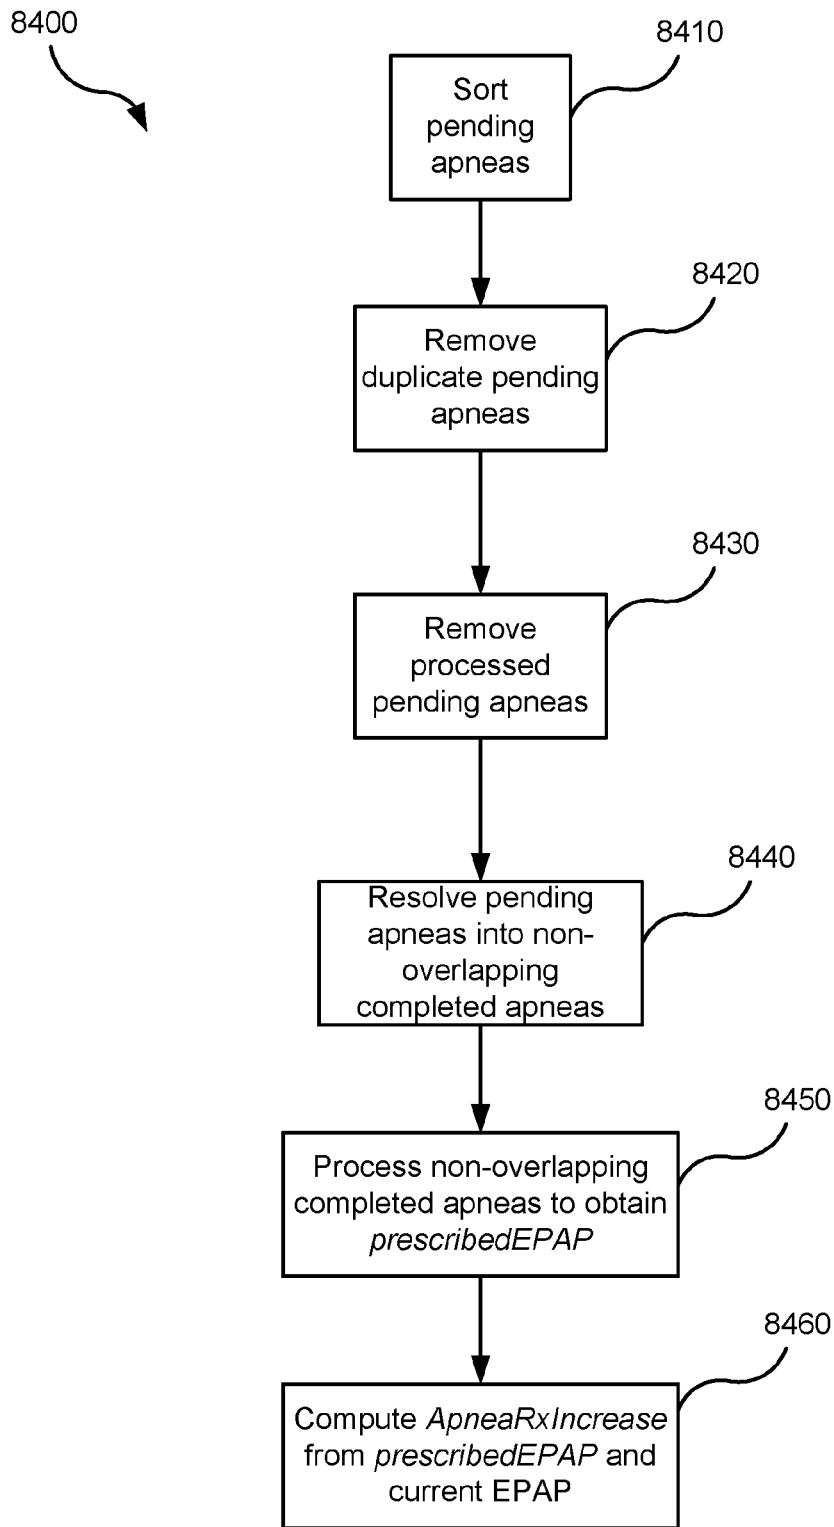 8400
8410
Sort
pending
apneas
8420
Remove
duplicate pending
apneas
8430
Remove
processed
pending apneas
8440
Resolve pending
apneas into non-
overlapping
completed apneas
8450
Process non-overlapping
completed apneas to obtain
prescribedEPAP
8460
Compute ApneaRxIncrease
from prescribedEPAP and
current EPAP